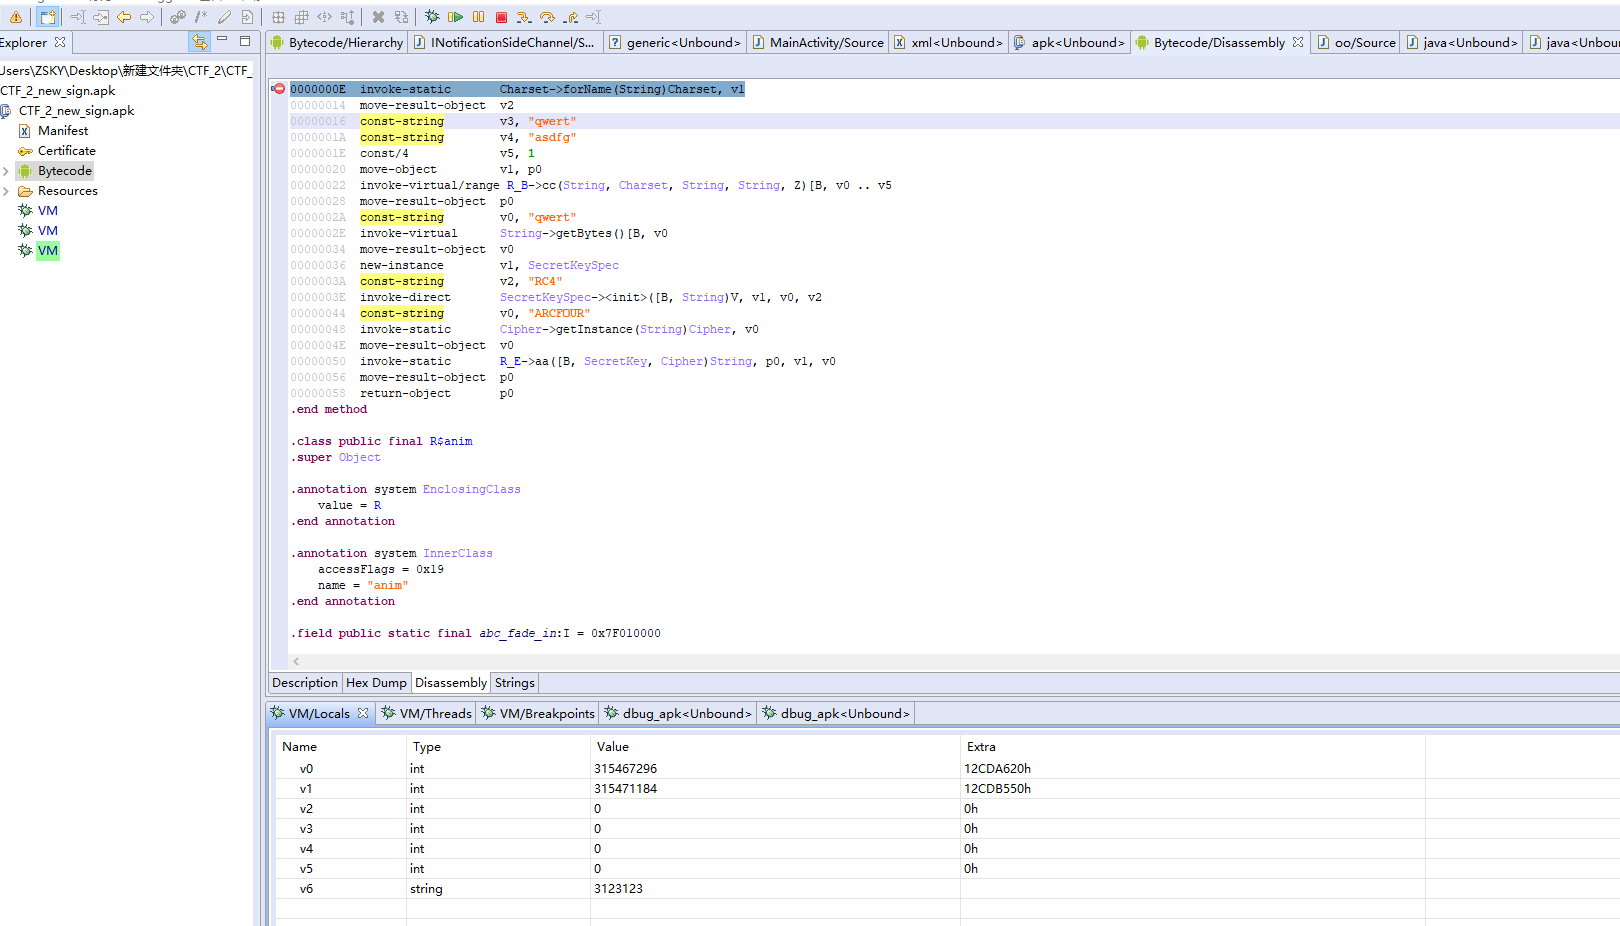 Explorer
Bytecode/Hierarchy
INotificationSideChannel/S...
generic<Unbound>
MainActivity/Source
xml<Unbound>
apk<Unbound>
Bytecode/Disassembly
oo/Source
java<Unbound>
java<Unbou
Users\ZSKY\Desktop\新建文件夹\CTF_2\CTF_
CTF_2_new_sign.apk
CTF_2_new_sign.apk
Manifest
Certificate
Bytecode
Resources
VM
VM
VM
0000000E invoke-static Charset->forName(String)Charset, v1
00000014 move-result-object v2
00000016 const-string v3, "qwert"
0000001A const-string v4, "asdfg"
0000001E const/4 v5, 1
00000020 move-object v1, p0
00000022 invoke-virtual/range R_B->cc(String, Charset, String, String, Z)[B, v0 .. v5
00000028 move-result-object p0
0000002A const-string v0, "qwert"
0000002E invoke-virtual String->getBytes()[B, v0
00000034 move-result-object v0
00000036 new-instance v1, SecretKeySpec
0000003A const-string v2, "RC4"
0000003E invoke-direct SecretKeySpec-><init>([B, String)V, v1, v0, v2
00000044 const-string v0, "ARCFOUR"
00000048 invoke-static Cipher->getInstance(String)Cipher, v0
0000004E move-result-object v0
00000050 invoke-static R_E->aa([B, SecretKey, Cipher)String, p0, v1, v0
00000056 move-result-object p0
00000058 return-object p0
.end method
.class public final R$anim
.super Object
.annotation system EnclosingClass
value = R
.end annotation
.annotation system InnerClass
accessFlags = 0x19
name = "anim"
.end annotation
.field public static final abc_fade_in:I = 0x7F010000
Description Hex Dump Disassembly Strings
VM/Locals
VM/Threads
VM/Breakpoints
dbug_apk<Unbound>
dbug_apk<Unbound>
Name Type Value Extra
v0 int 315467296 12CDA620h
v1 int 315471184 12CDB550h
v2 int 0 0h
v3 int 0 0h
v4 int 0 0h
v5 int 0 0h
v6 string 3123123